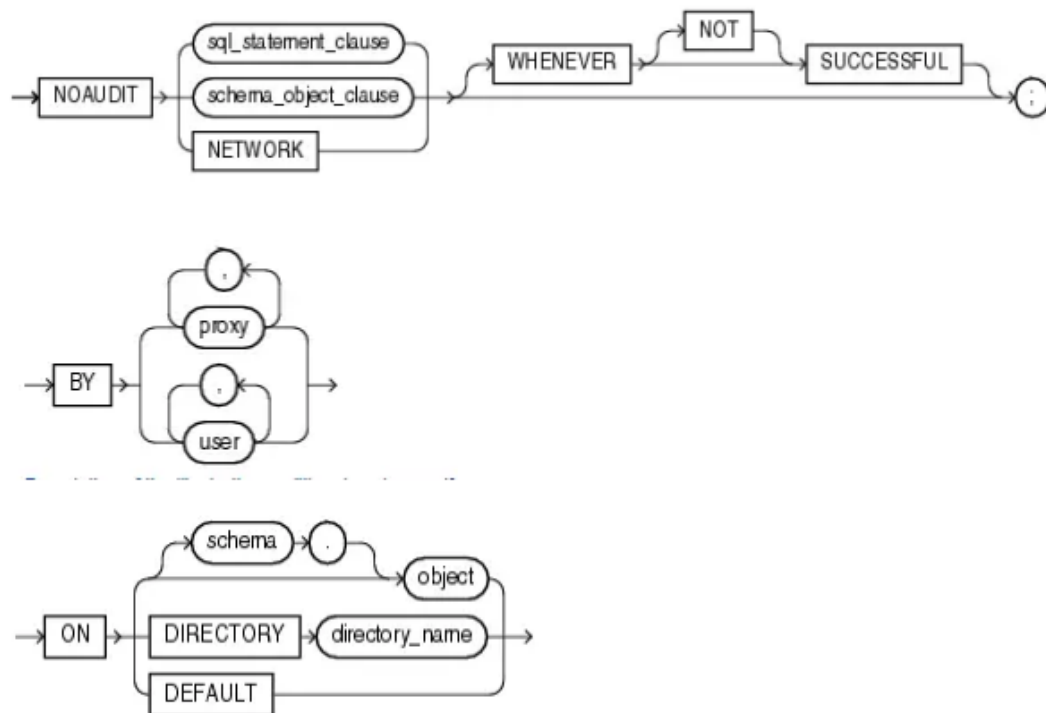 sql_statement_clause
NOT
WHENEVER SUCCESSFUL
NOAUDIT schema_object_clause ;
NETWORK
,
proxy
BY ,
user
schema .
object
ON DIRECTORY directory_name
DEFAULT